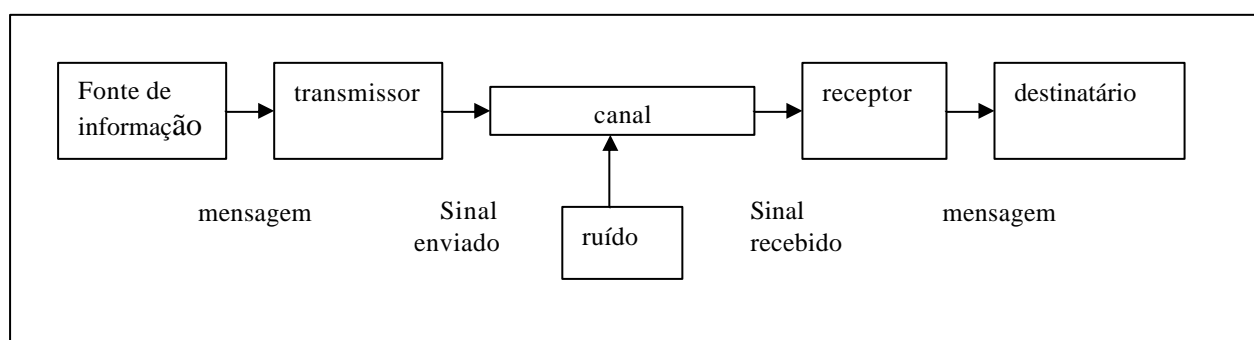 Fonte de
informação
transmissor
canal
receptor
destinatário
mensagem
Sinal
enviado
ruído
Sinal
recebido
mensagem